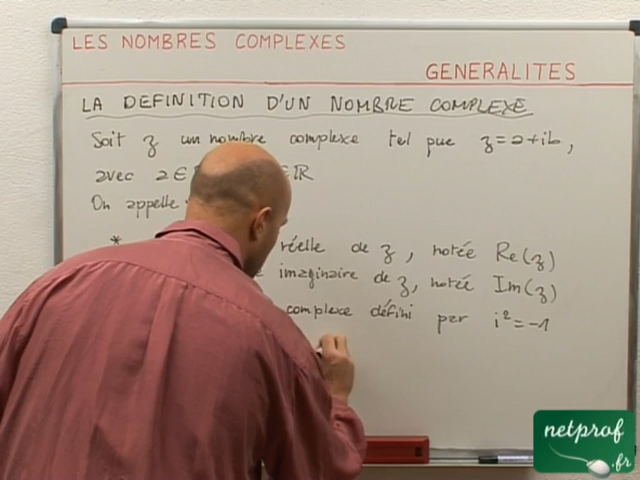 LES NOMBRES COMPLEXES
GENERALITES
LA DEFINITION D'UN NOMBRE COMPLEXE
Soit z un nombre complexe tel que z=a+ib,
avec a∈ ∈ℝ
On appelle
* réelle de z, notée Re(z)
imaginaire de z, notée Im(z)
complexe défini par i²=-1
netprof
.fr